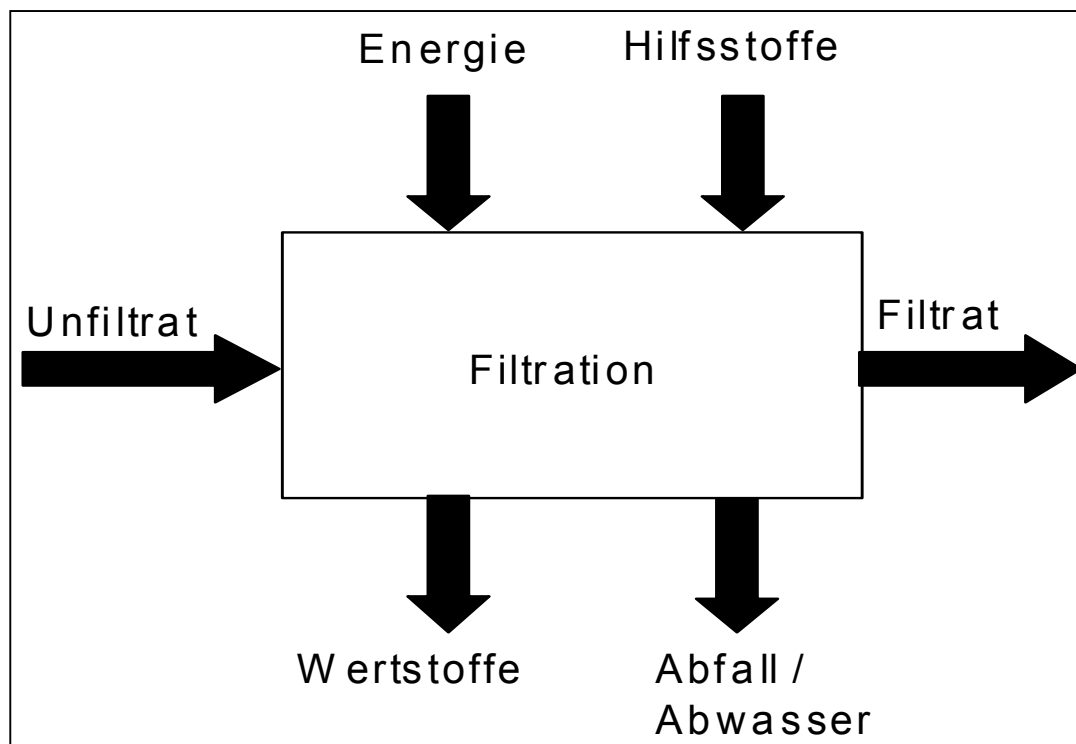 Energie
Hilfsstoffe
Unfiltrat
Filtrat
Filtration
Wertstoffe
Abfall /
Abwasser